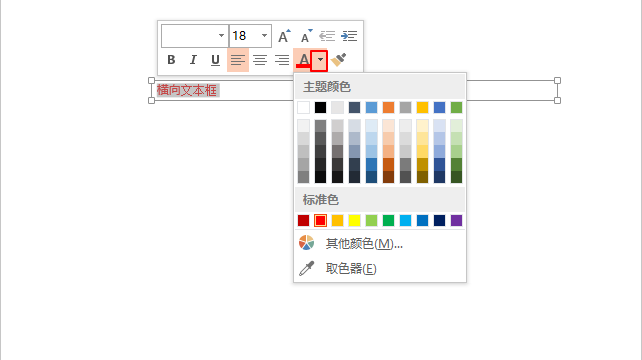 18 A A
B I U A
横向文本框
主题颜色
标准色
其他颜色(M)...
取色器(E)